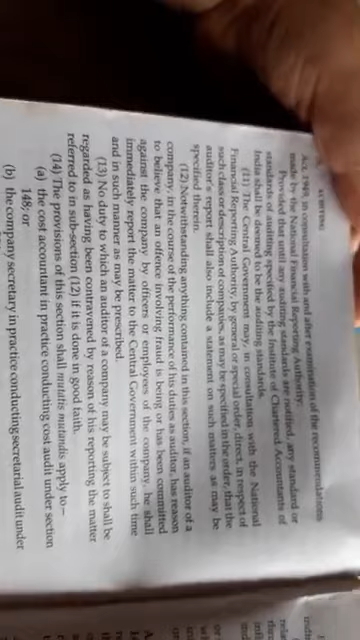 AUDITING
Act, 1949, in consultation with and after examination of the recommendations
made by the National Financial Reporting Authority:
Provided that until any auditing standards are notified, any standard or
standards of auditing specified by the Institute of Chartered Accountants of
India shall be deemed to be the auditing standards.
(11) The Central Government may, in consultation with the National
Financial Reporting Authority, by general or special order, direct, in respect of
such class or description of companies, as may be specified in the order, that the
auditor's report shall also include a statement on such matters as may be
specified therein.
(12) Notwithstanding anything contained in this section, if an auditor of a
company, in the course of the performance of his duties as auditor, has reason
to believe that an offence involving fraud is being or has been committed
against the company by officers or employees of the company, he shall
immediately report the matter to the Central Government within such time
and in such manner as may be prescribed.
(13) No duty to which an auditor of a company may be subject to shall be
regarded as having been contravened by reason of his reporting the matter
referred to in sub-section (12) if it is done in good faith.
(14) The provisions of this section shall mutatis mutandis apply to—
(a) the cost accountant in practice conducting cost audit under section
148; or
(b) the company secretary in practice conducting secretarial audit under